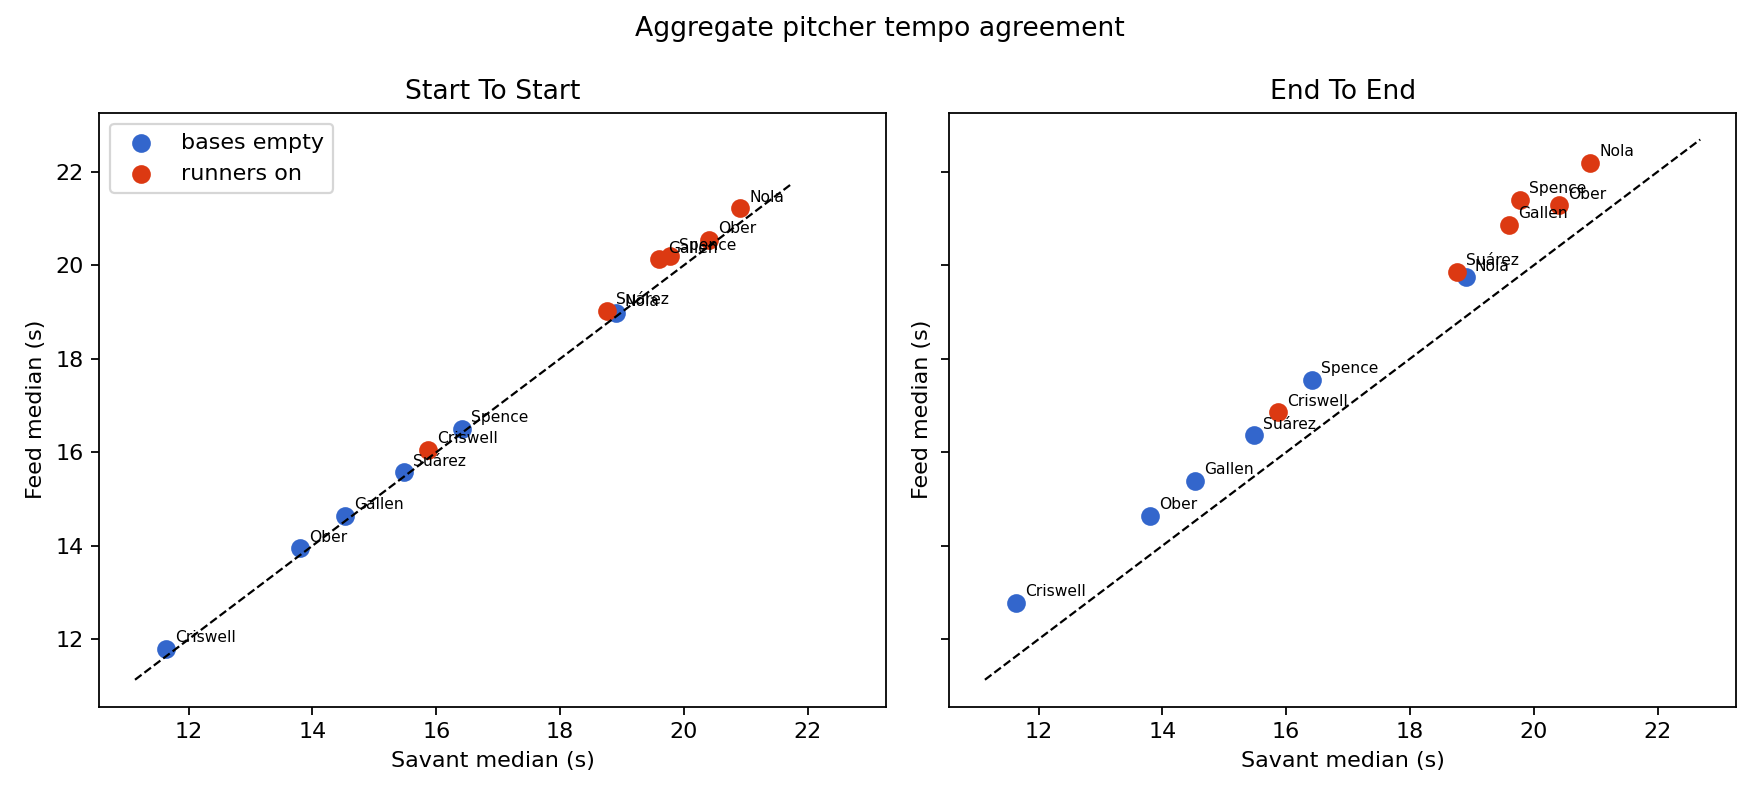 Aggregate pitcher tempo agreement
Start To Start
bases empty
runners on
Nola
Ober
Spence
Gallen
Suárez
Nola
Spence
Criswell
Suárez
Gallen
Ober
Criswell
22
20
18
16
14
12
Feed median (s)
12 14 16 18 20 22
Savant median (s)
End To End
Nola
Spence
Ober
Gallen
Suárez
Nola
Spence
Criswell
Suárez
Gallen
Ober
Criswell
Feed median (s)
12 14 16 18 20 22
Savant median (s)